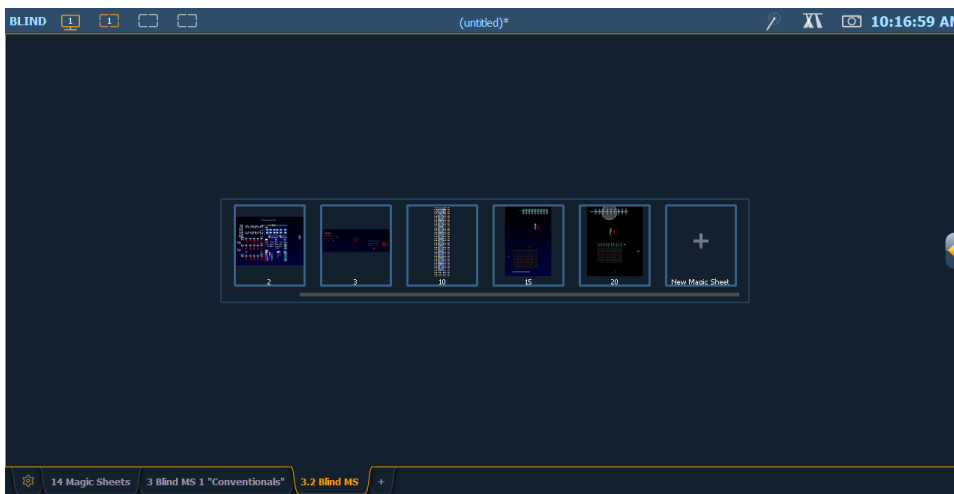 BLIND 1 1 (untitled)* 10:16:59 AM
2 3 10 15 20 New Magic Sheet
14 Magic Sheets 3 Blind MS 1 "Conventionals" 3.2 Blind MS +